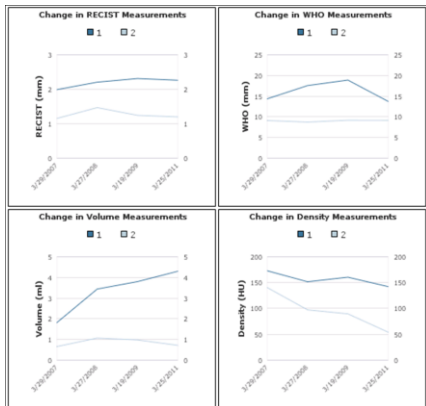 Change in RECIST Measurements
1 2
RECIST (mm)
3 3
2 2
1 1
0 0
3/29/2007 3/27/2008 3/19/2009 3/25/2011
Change in WHO Measurements
1 2
WHO (mm)
25 25
20 20
15 15
10 10
5 5
0 0
3/29/2007 3/27/2008 3/19/2009 3/25/2011
Change in Volume Measurements
1 2
Volume (ml)
5 5
4 4
3 3
2 2
1 1
0 0
3/29/2007 3/27/2008 3/19/2009 3/25/2011
Change in Density Measurements
1 2
Density (HU)
200 200
150 150
100 100
50 50
0 0
3/29/2007 3/27/2008 3/19/2009 3/25/2011